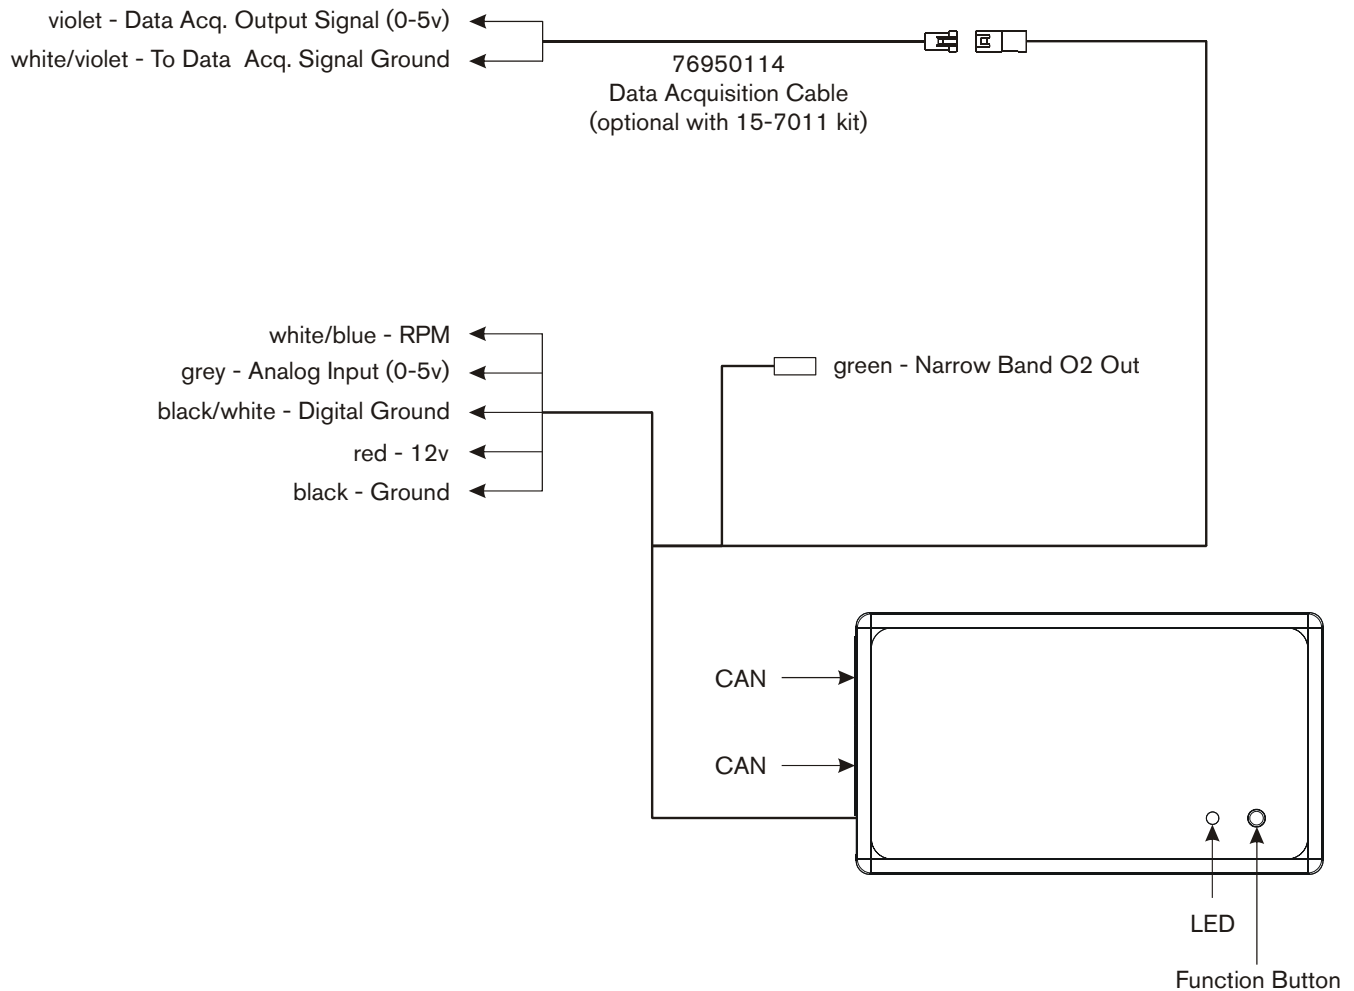 violet - Data Acq. Output Signal (0-5v)
white/violet - To Data Acq. Signal Ground
76950114
Data Acquisition Cable
(optional with 15-7011 kit)
white/blue - RPM
grey - Analog Input (0-5v)
black/white - Digital Ground
red - 12v
black - Ground
green - Narrow Band O2 Out
CAN
CAN
LED
Function Button